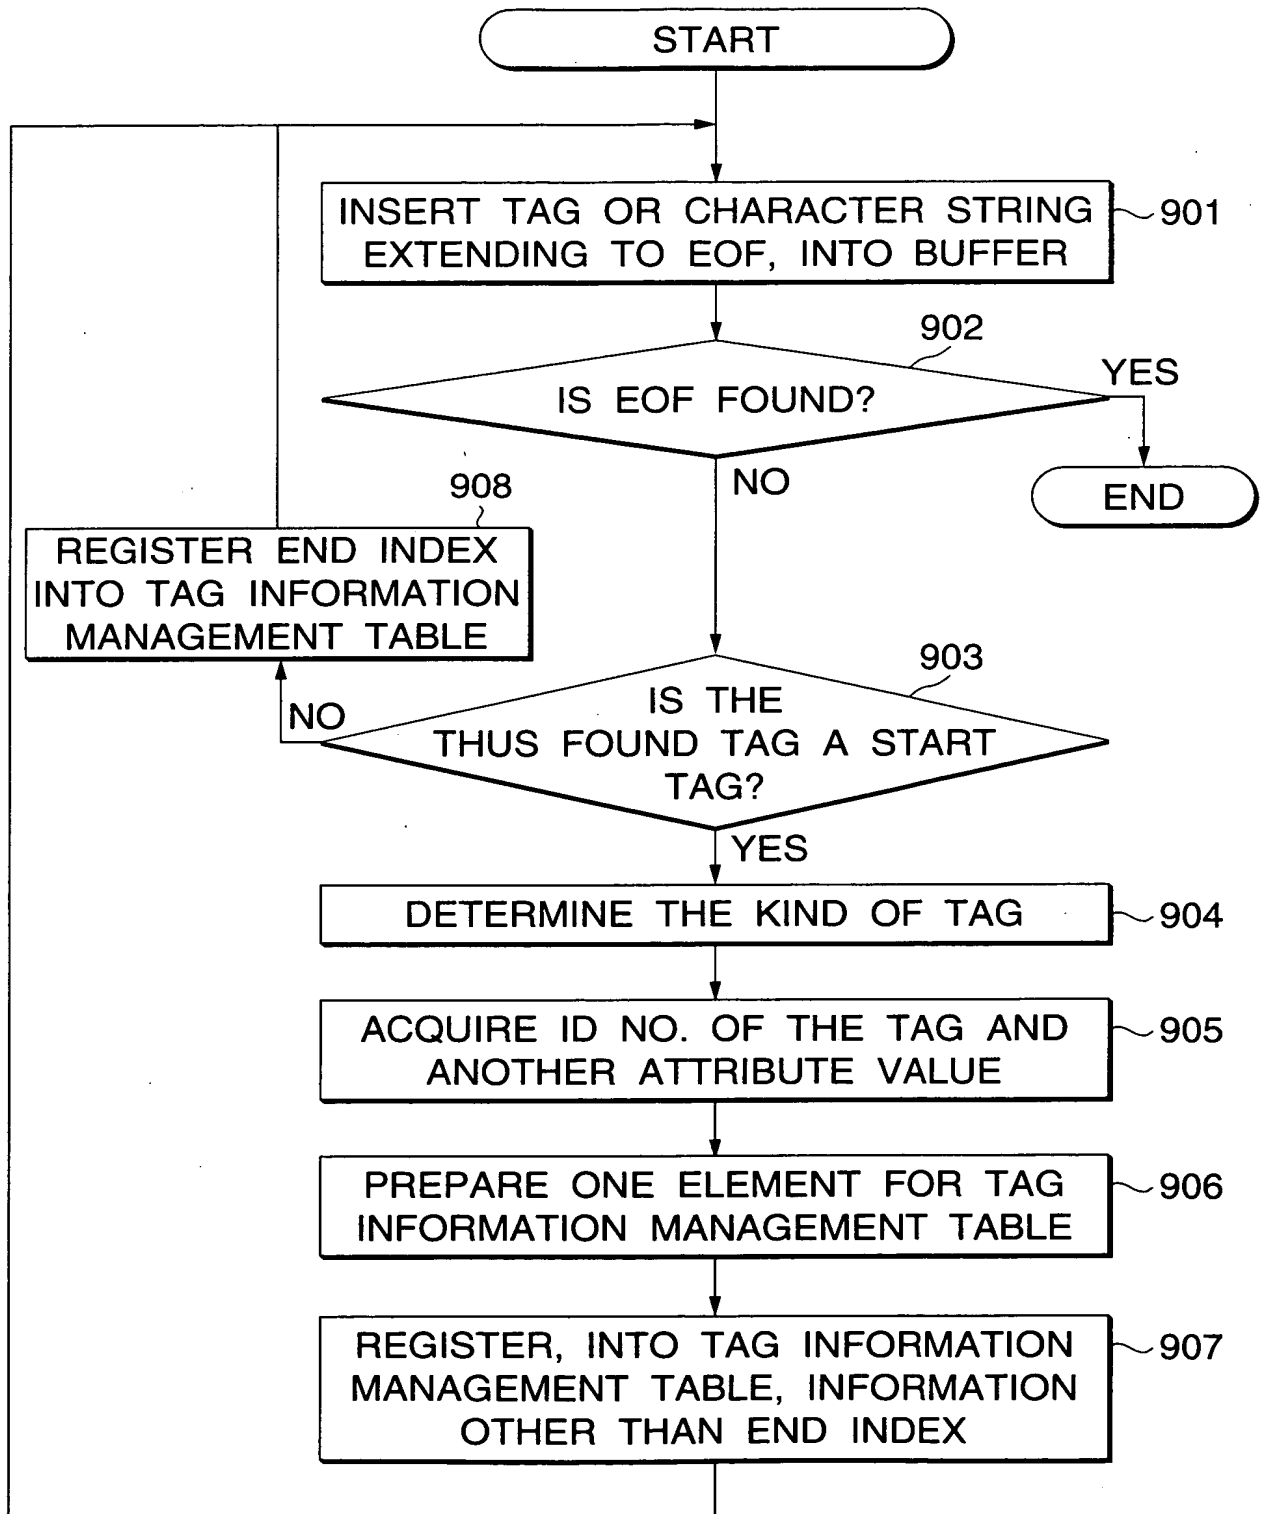 START
INSERT TAG OR CHARACTER STRING
EXTENDING TO EOF, INTO BUFFER
901
902
IS EOF FOUND?
YES
NO
END
908
REGISTER END INDEX
INTO TAG INFORMATION
MANAGEMENT TABLE
903
IS THE
THUS FOUND TAG A START
TAG?
NO
YES
DETERMINE THE KIND OF TAG
904
ACQUIRE ID NO. OF THE TAG AND
ANOTHER ATTRIBUTE VALUE
905
PREPARE ONE ELEMENT FOR TAG
INFORMATION MANAGEMENT TABLE
906
REGISTER, INTO TAG INFORMATION
MANAGEMENT TABLE, INFORMATION
OTHER THAN END INDEX
907